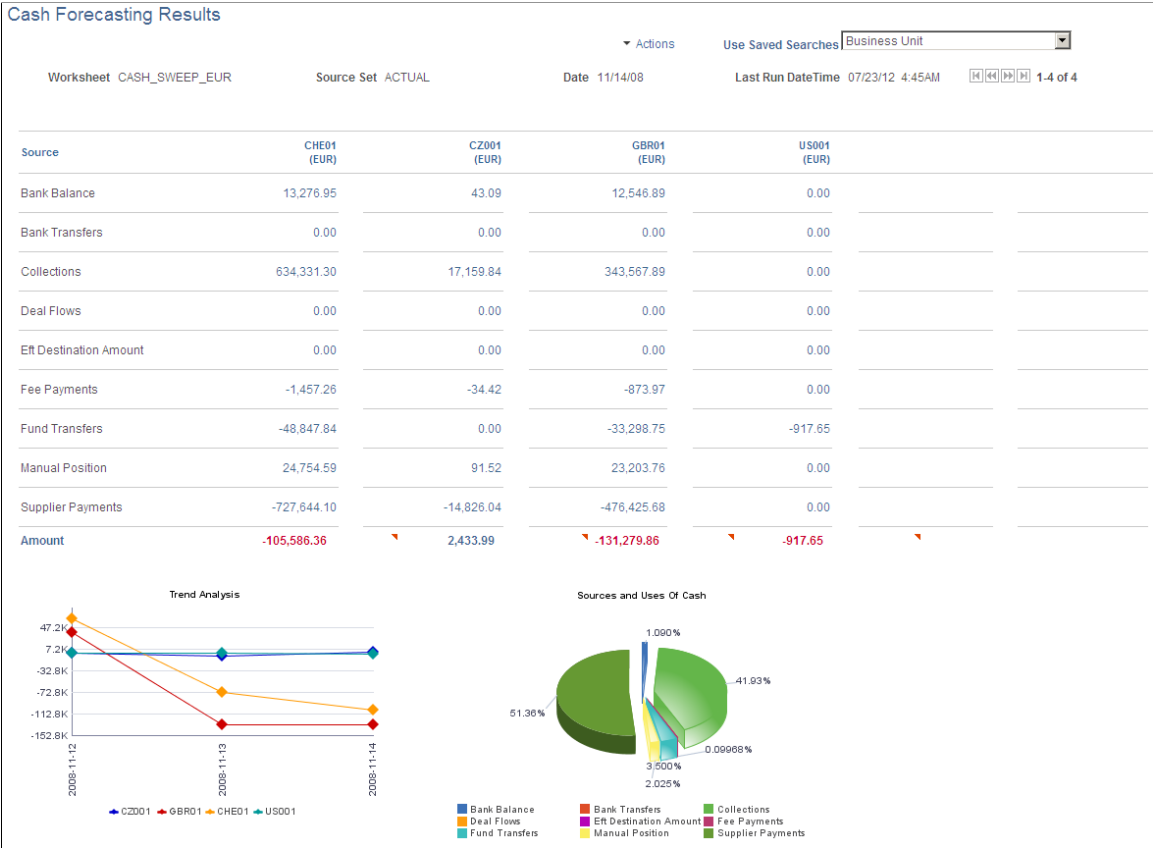 Cash Forecasting Results
Actions Use Saved Searches Business Unit
Worksheet CASH_SWEEP_EUR Source Set ACTUAL Date 11/14/08 Last Run DateTime 07/23/12 4:45AM 1-4 of 4
Source CHE01 (EUR) CZ001 (EUR) GBR01 (EUR) US001 (EUR)
Bank Balance 13,276.95 43.09 12,546.89 0.00
Bank Transfers 0.00 0.00 0.00 0.00
Collections 634,331.30 17,159.84 343,567.89 0.00
Deal Flows 0.00 0.00 0.00 0.00
Eft Destination Amount 0.00 0.00 0.00 0.00
Fee Payments -1,457.26 -34.42 -873.97 0.00
Fund Transfers -48,847.84 0.00 -33,298.75 -917.65
Manual Position 24,754.59 91.52 23,203.76 0.00
Supplier Payments -727,644.10 -14,826.04 -476,425.68 0.00
Amount -105,586.36 2,433.99 -131,279.86 -917.65
Trend Analysis
47.2K
7.2K
-32.8K
-72.8K
-112.8K
-152.8K
2008-11-12
2008-11-13
2008-11-14
CZ001 GBR01 CHE01 US001
Sources and Uses Of Cash
1.090%
41.93%
51.36%
0.09968%
3.500%
2.025%
Bank Balance Bank Transfers Collections
Deal Flows Eft Destination Amount Fee Payments
Fund Transfers Manual Position Supplier Payments